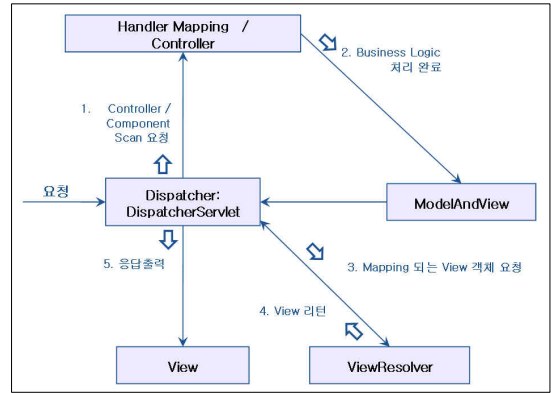 Handler Mapping /
Controller
2. Business Logic
처리 완료
1. Controller /
Component
Scan 요청
요청
Dispatcher:
DispatcherServlet
ModelAndView
5. 응답출력
3. Mapping 되는 View 객체 요청
4. View 리턴
View
ViewResolver